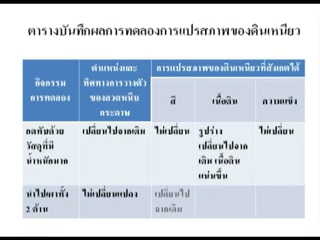 ตารางบันทึกผลการทดลองการแปรสภาพของดินเหนียว
กิจกรรม
การทดลอง
ตำแหน่งและ
ทิศทางการวางตัว
ของลวดหนีบ
กระดาษ
การแปรสภาพของดินเหนียวที่สังเกตได้
สี
เนื้อดิน
ความแข็ง
กดทับด้วย
วัสดุที่มี
น้ำหนักมาก
เปลี่ยนไปจากเดิม
ไม่เปลี่ยน
รูปร่าง
เปลี่ยนไปจาก
เดิม เนื้อดิน
แน่นขึ้น
ไม่เปลี่ยน
นำไปเผาทั้ง
2 ด้าน
ไม่เปลี่ยนแปลง
เปลี่ยนไป
จากเดิม